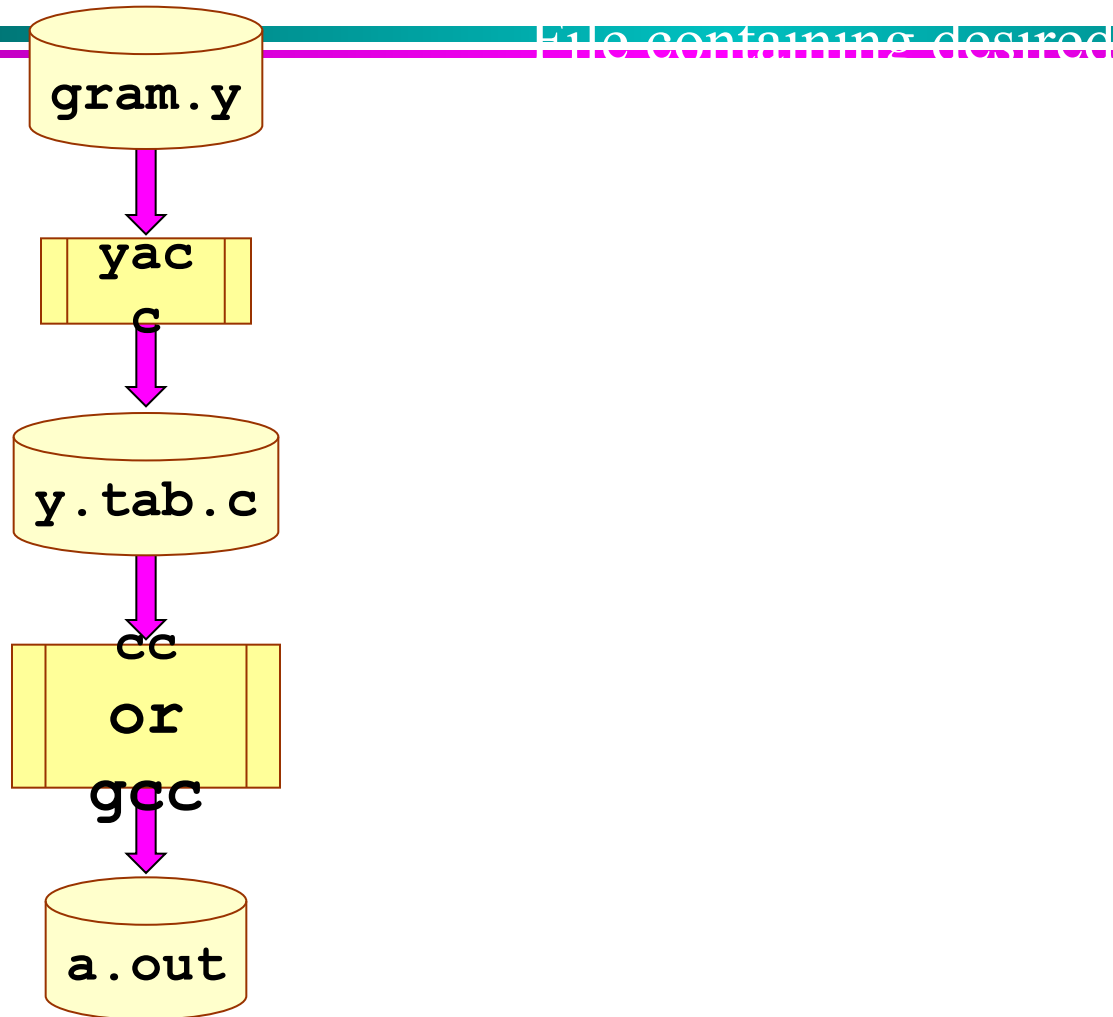 File containing desired
gram.y
yac
c
y.tab.c
cc
or
gcc
a.out